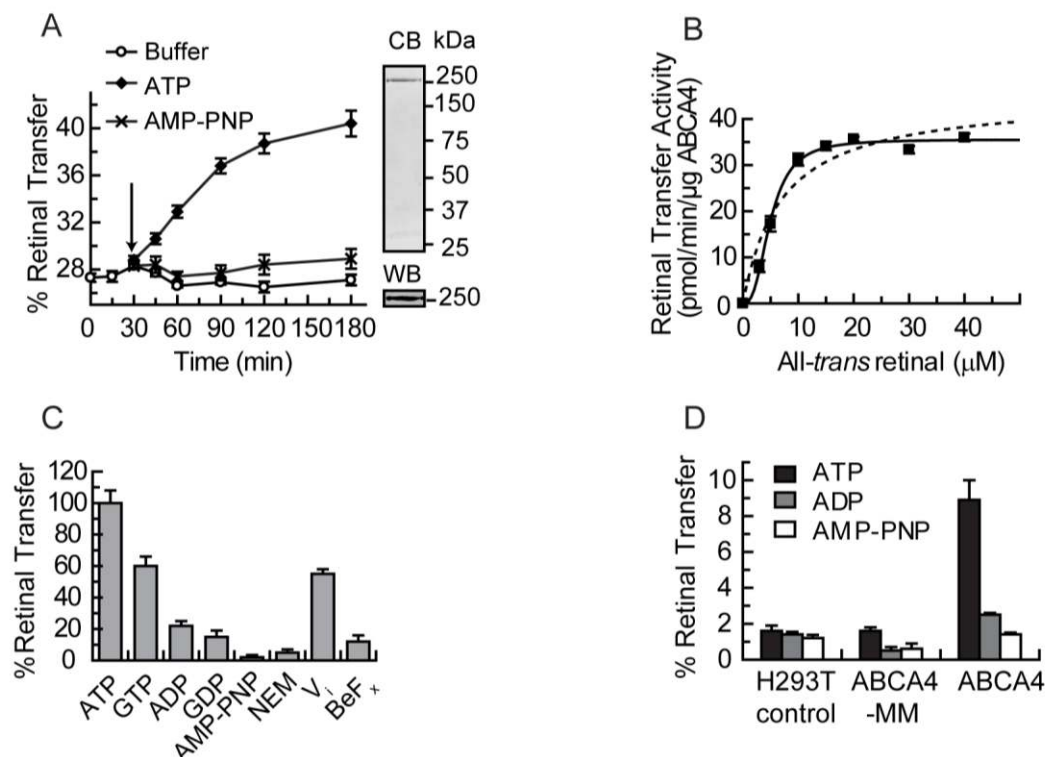 A
Buffer
ATP
AMP-PNP
% Retinal Transfer
40
36
32
28
0 30 60 90 120 150 180
Time (min)
CB kDa
250
150
75
50
37
25
WB
250
B
Retinal Transfer Activity
(pmol/min/µg ABCA4)
40
30
20
10
0
0 10 20 30 40
All-trans retinal (µM)
C
% Retinal Transfer
120
100
80
60
40
20
0
ATP
GTP
ADP
GDP
AMP-PNP
NEM
Vi
BeFx
D
ATP
ADP
AMP-PNP
% Retinal Transfer
10
8
6
4
2
0
H293T
control
ABCA4
-MM
ABCA4